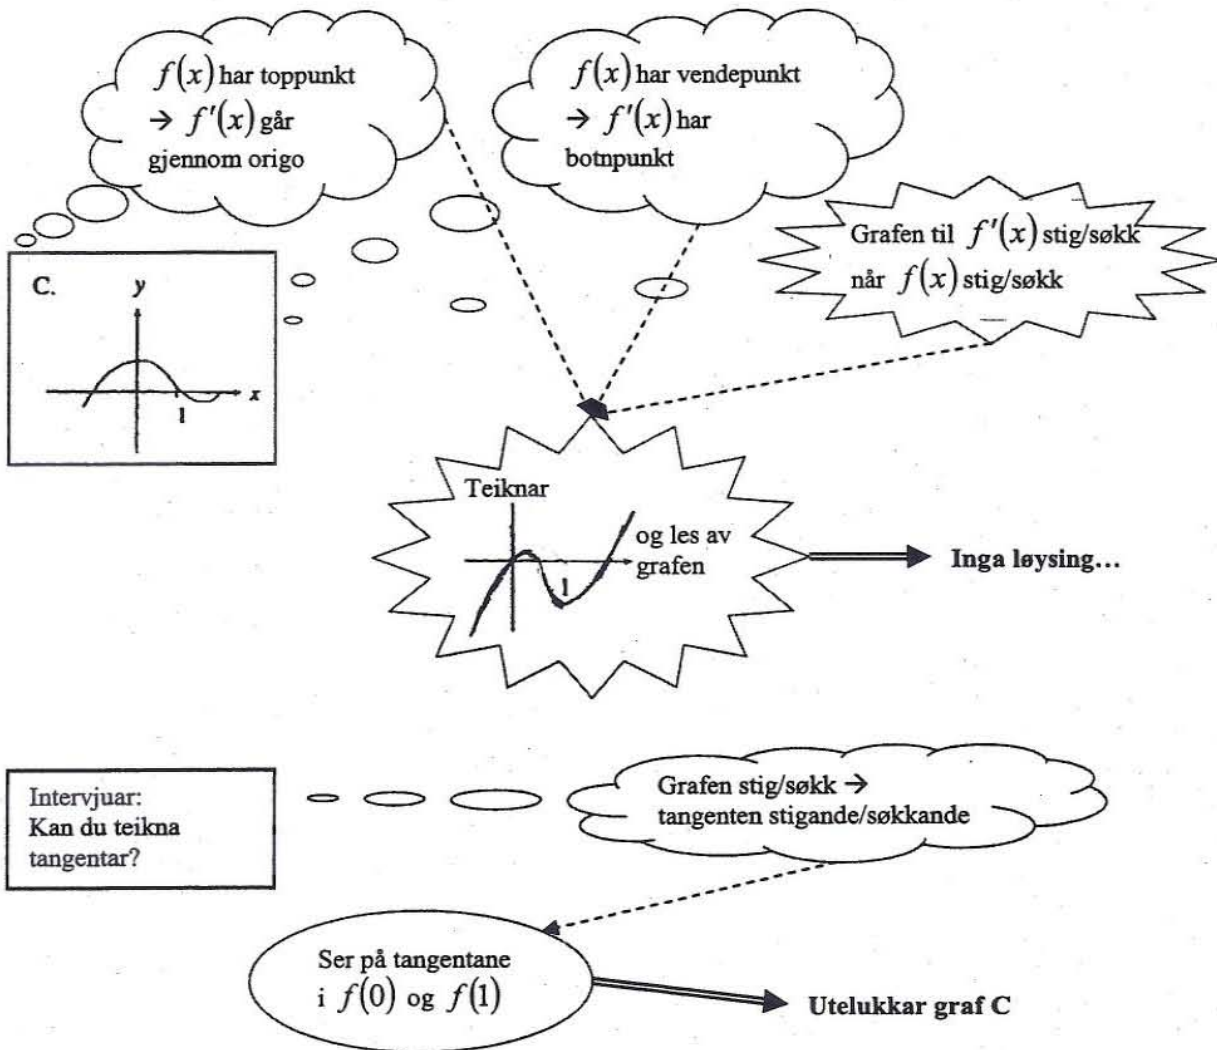 f(x) har toppunkt
→ f'(x) går
gjennom origo
f(x) har vendepunkt
→ f'(x) har
botnpunkt
Grafen til f'(x) stig/søkk
når f(x) stig/søkk
C.
y
x
1
Teiknar
og les av
grafen
1
Inga løysing...
Intervjuar:
Kan du teikna
tangentar?
Grafen stig/søkk →
tangenten stigande/søkkande
Ser på tangentane
i f(0) og f(1)
Utelukkar graf C